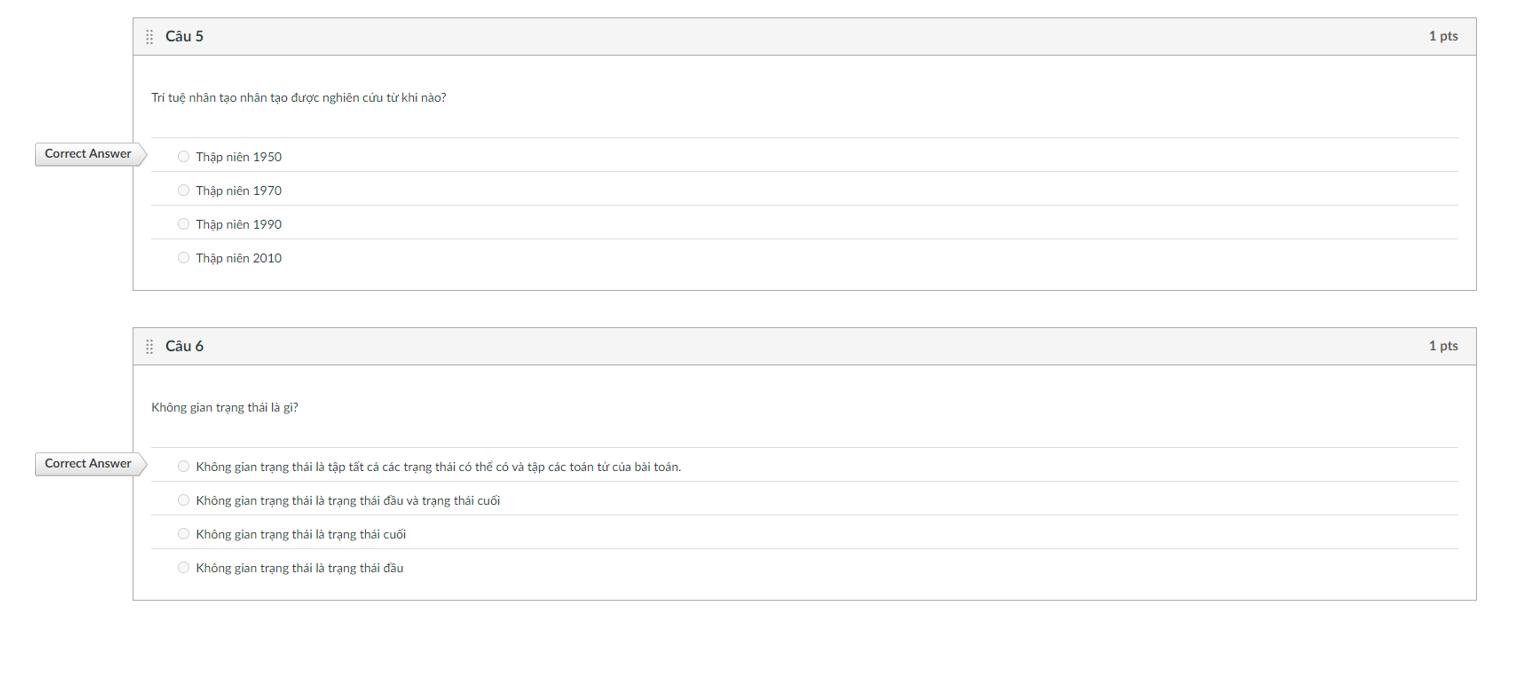 Câu 5
1 pts
Trí tuệ nhân tạo nhân tạo được nghiên cứu từ khi nào?
Correct Answer
Thập niên 1950
Thập niên 1970
Thập niên 1990
Thập niên 2010
Câu 6
1 pts
Không gian trạng thái là gì?
Correct Answer
Không gian trạng thái là tập tất cả các trạng thái có thể có và tập các toán tử của bài toán.
Không gian trạng thái là trạng thái đầu và trạng thái cuối
Không gian trạng thái là trạng thái cuối
Không gian trạng thái là trạng thái đầu